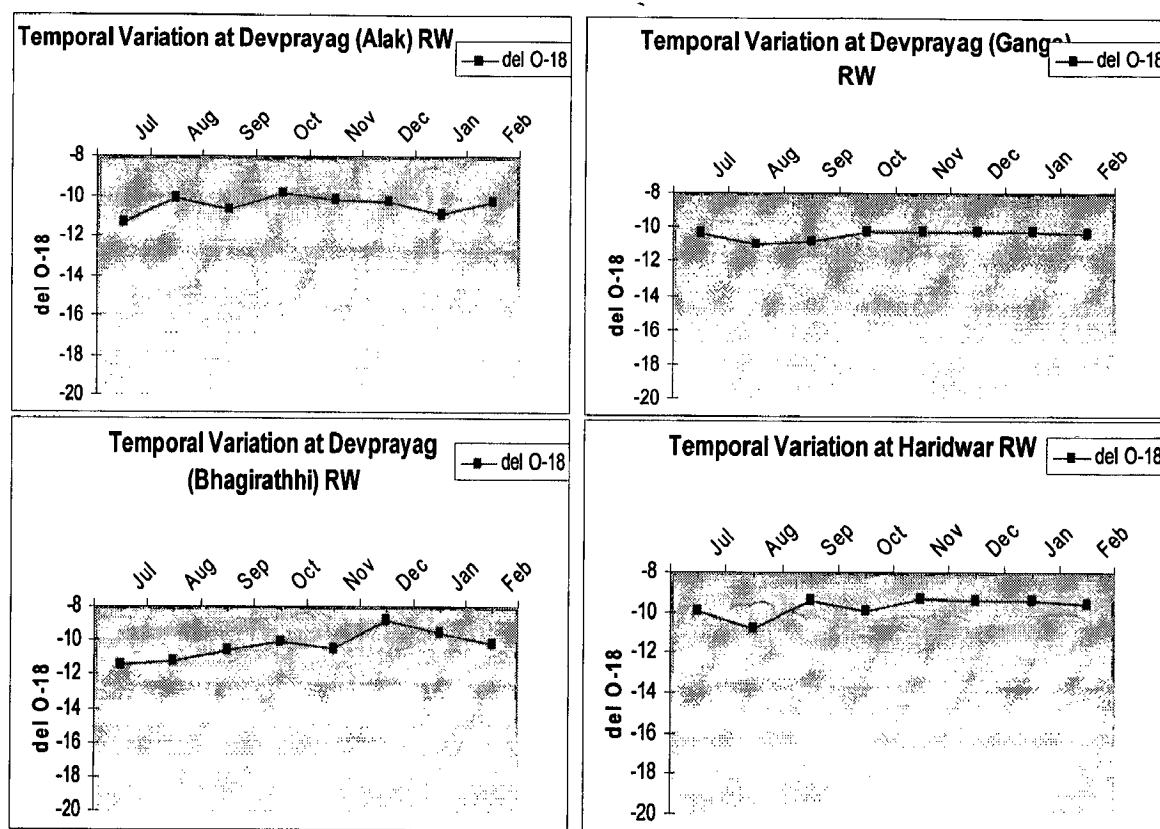 Temporal Variation at Devprayag (Alak) RW
del O-18
Jul Aug Sep Oct Nov Dec Jan Feb
-8
-10
-12
-14
-16
-18
-20
del O-18
Temporal Variation at Devprayag (Ganga)
RW
del O-18
Jul Aug Sep Oct Nov Dec Jan Feb
-8
-10
-12
-14
-16
-18
-20
del O-18
Temporal Variation at Devprayag
(Bhagirathhi) RW
del O-18
Jul Aug Sep Oct Nov Dec Jan Feb
-8
-10
-12
-14
-16
-18
-20
del O-18
Temporal Variation at Haridwar RW
del O-18
Jul Aug Sep Oct Nov Dec Jan Feb
-8
-10
-12
-14
-16
-18
-20
del O-18